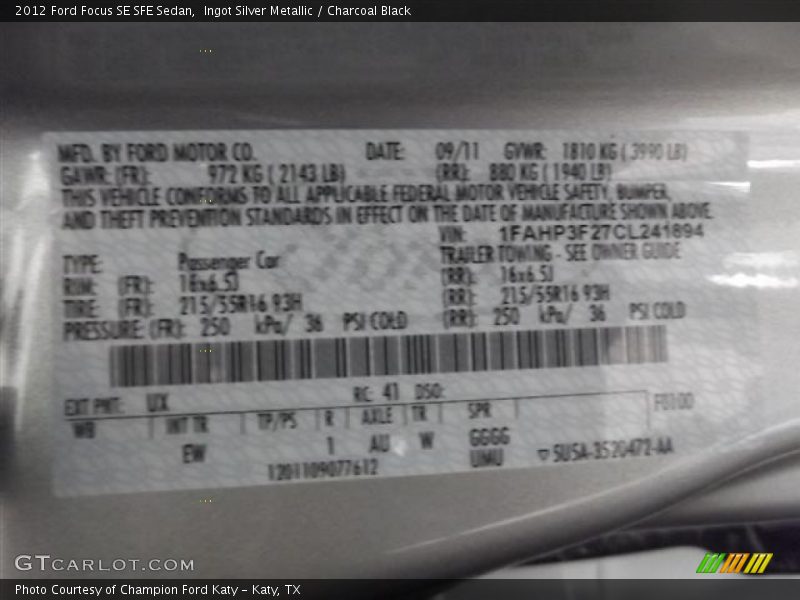 2012 Ford Focus SE SFE Sedan, Ingot Silver Metallic / Charcoal Black
MFD. BY FORD MOTOR CO. DATE: 09/11 GVWR: 1810 KG ( 3990 LB)
GAWR: (FR): 972 KG ( 2143 LB) (RR): 880 KG ( 1940 LB)
THIS VEHICLE CONFORMS TO ALL APPLICABLE FEDERAL MOTOR VEHICLE SAFETY, BUMPER,
AND THEFT PREVENTION STANDARDS IN EFFECT ON THE DATE OF MANUFACTURE SHOWN ABOVE.
VIN: 1FAHP3F27CL241894
TYPE: Passenger Car TRAILER TOWING - SEE OWNER GUIDE
RIM: (FR): 16x6.5J (RR): 16x6.5J
TIRE: (FR): 215/55R16 93H (RR): 215/55R16 93H
PRESSURE: (FR): 250 kPa/ 36 PSI COLD (RR): 250 kPa/ 36 PSI COLD
EXT PNT: UX RC: 41 DSO: F0100
WB INT TR TP/PS R AXLE TR SPR
EW 1 AU W GGGG
1201109077612 UMU ▽ 5U5A-3520472-AA
GTCARLOT.COM
Photo Courtesy of Champion Ford Katy – Katy, TX